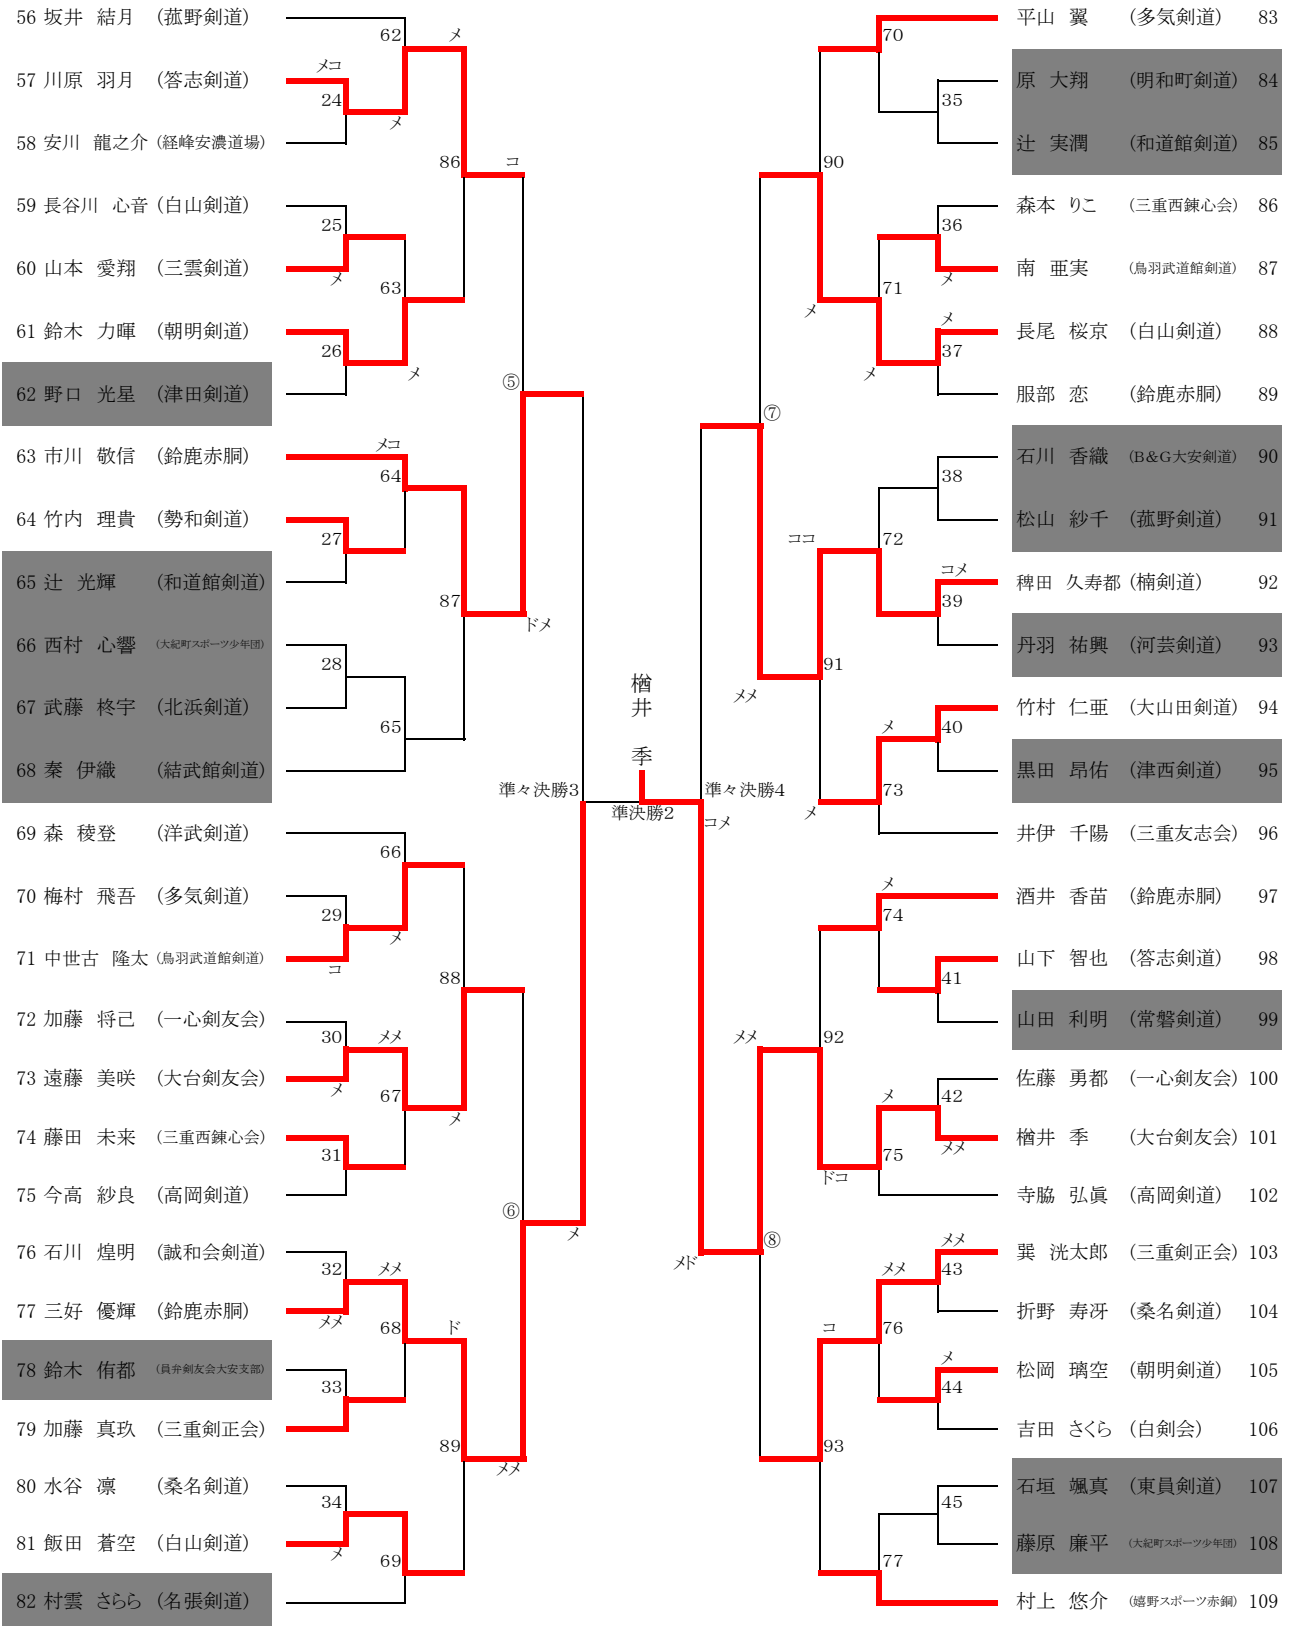 56 坂井 結月 (菰野剣道)
57 川原 羽月 (答志剣道)
58 安川 龍之介 (経峰安濃道場)
59 長谷川 心音 (白山剣道)
60 山本 愛翔 (三雲剣道)
61 鈴木 力暉 (朝明剣道)
62 野口 光星 (津田剣道)
63 市川 敬信 (鈴鹿赤胴)
64 竹内 理貴 (勢和剣道)
65 辻 光輝 (和道館剣道)
66 西村 心響 (大紀町スポーツ少年団)
67 武藤 柊宇 (北浜剣道)
68 秦 伊織 (結武館剣道)
69 森 稜登 (洋武剣道)
70 梅村 飛吾 (多気剣道)
71 中世古 隆太 (鳥羽武道館剣道)
72 加藤 将己 (一心剣友会)
73 遠藤 美咲 (大台剣友会)
74 藤田 未来 (三重西錬心会)
75 今高 紗良 (高岡剣道)
76 石川 煌明 (誠和会剣道)
77 三好 優輝 (鈴鹿赤胴)
78 鈴木 侑都 (員弁剣友会大安支部)
79 加藤 真玖 (三重剣正会)
80 水谷 凛 (桑名剣道)
81 飯田 蒼空 (白山剣道)
82 村雲 さらら (名張剣道)
62
メ
メコ
24
メ
86
コ
25
メ
63
26
メ
⑤
メコ
64
27
87
ドメ
28
65
準々決勝3
66
29
メ
コ
88
30
メメ
メ
67
メ
31
⑥
メ
32
メメ
メメ
68
ド
33
89
メメ
34
メ
69
楢井 季
準決勝2
準々決勝4
コメ
70
35
90
36
メ
71
メ
メ
37
メ
⑦
38
ココ
72
コメ
39
91
メメ
メ
40
73
メ
メ
74
41
メメ
92
メ
42
メメ
75
ドコ
⑧
メド
メメ
メメ
43
コ
76
メ
44
93
45
77
平山 翼 (多気剣道) 83
原 大翔 (明和町剣道) 84
辻 実潤 (和道館剣道) 85
森本 りこ (三重西錬心会) 86
南 亜実 (鳥羽武道館剣道) 87
長尾 桜京 (白山剣道) 88
服部 恋 (鈴鹿赤胴) 89
石川 香織 (B&G大安剣道) 90
松山 紗千 (菰野剣道) 91
稗田 久寿都 (楠剣道) 92
丹羽 祐興 (河芸剣道) 93
竹村 仁亜 (大山田剣道) 94
黒田 昂佑 (津西剣道) 95
井伊 千陽 (三重友志会) 96
酒井 香苗 (鈴鹿赤胴) 97
山下 智也 (答志剣道) 98
山田 利明 (常磐剣道) 99
佐藤 勇都 (一心剣友会) 100
楢井 季 (大台剣友会) 101
寺脇 弘眞 (高岡剣道) 102
巽 洸太郎 (三重剣正会) 103
折野 寿冴 (桑名剣道) 104
松岡 璃空 (朝明剣道) 105
吉田 さくら (白剣会) 106
石垣 颯真 (東員剣道) 107
藤原 廉平 (大紀町スポーツ少年団) 108
村上 悠介 (嬉野スポーツ赤銅) 109